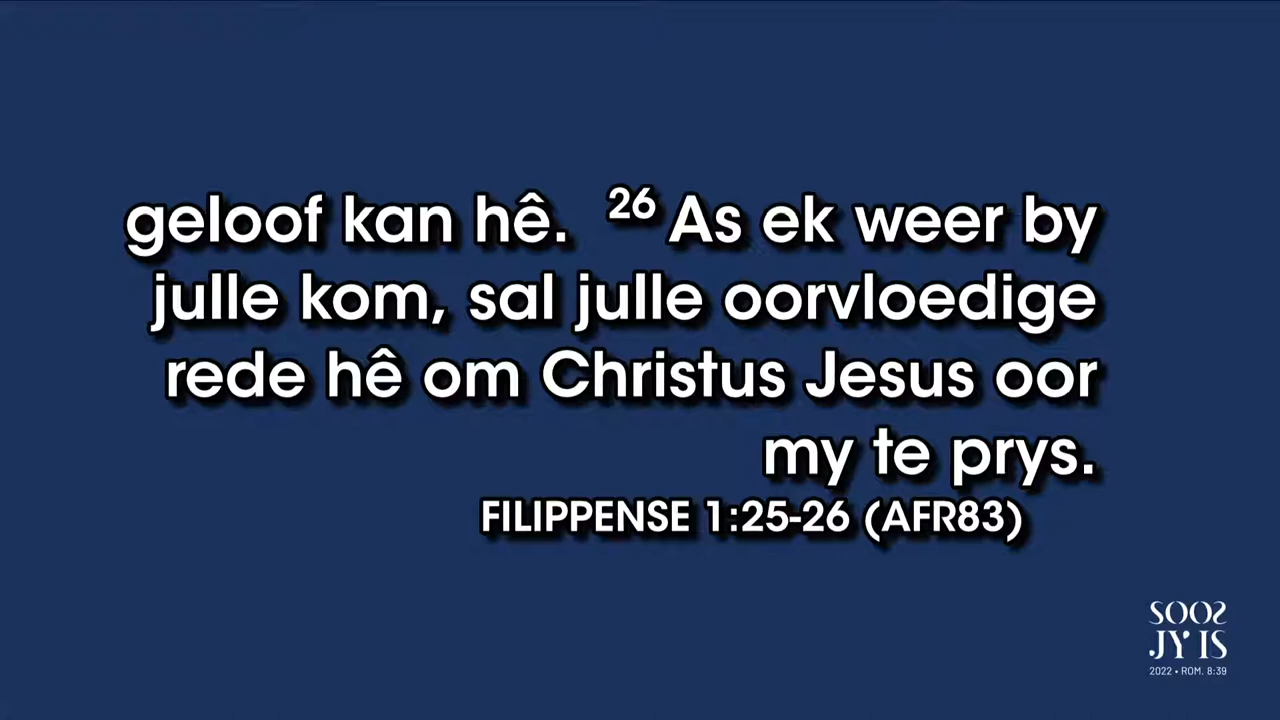 geloof kan hê. 26 As ek weer by
julle kom, sal julle oorvloedige
rede hê om Christus Jesus oor
my te prys.
FILIPPENSE 1:25-26 (AFR83)
SOOS
JY IS
2022 • ROM. 8:39